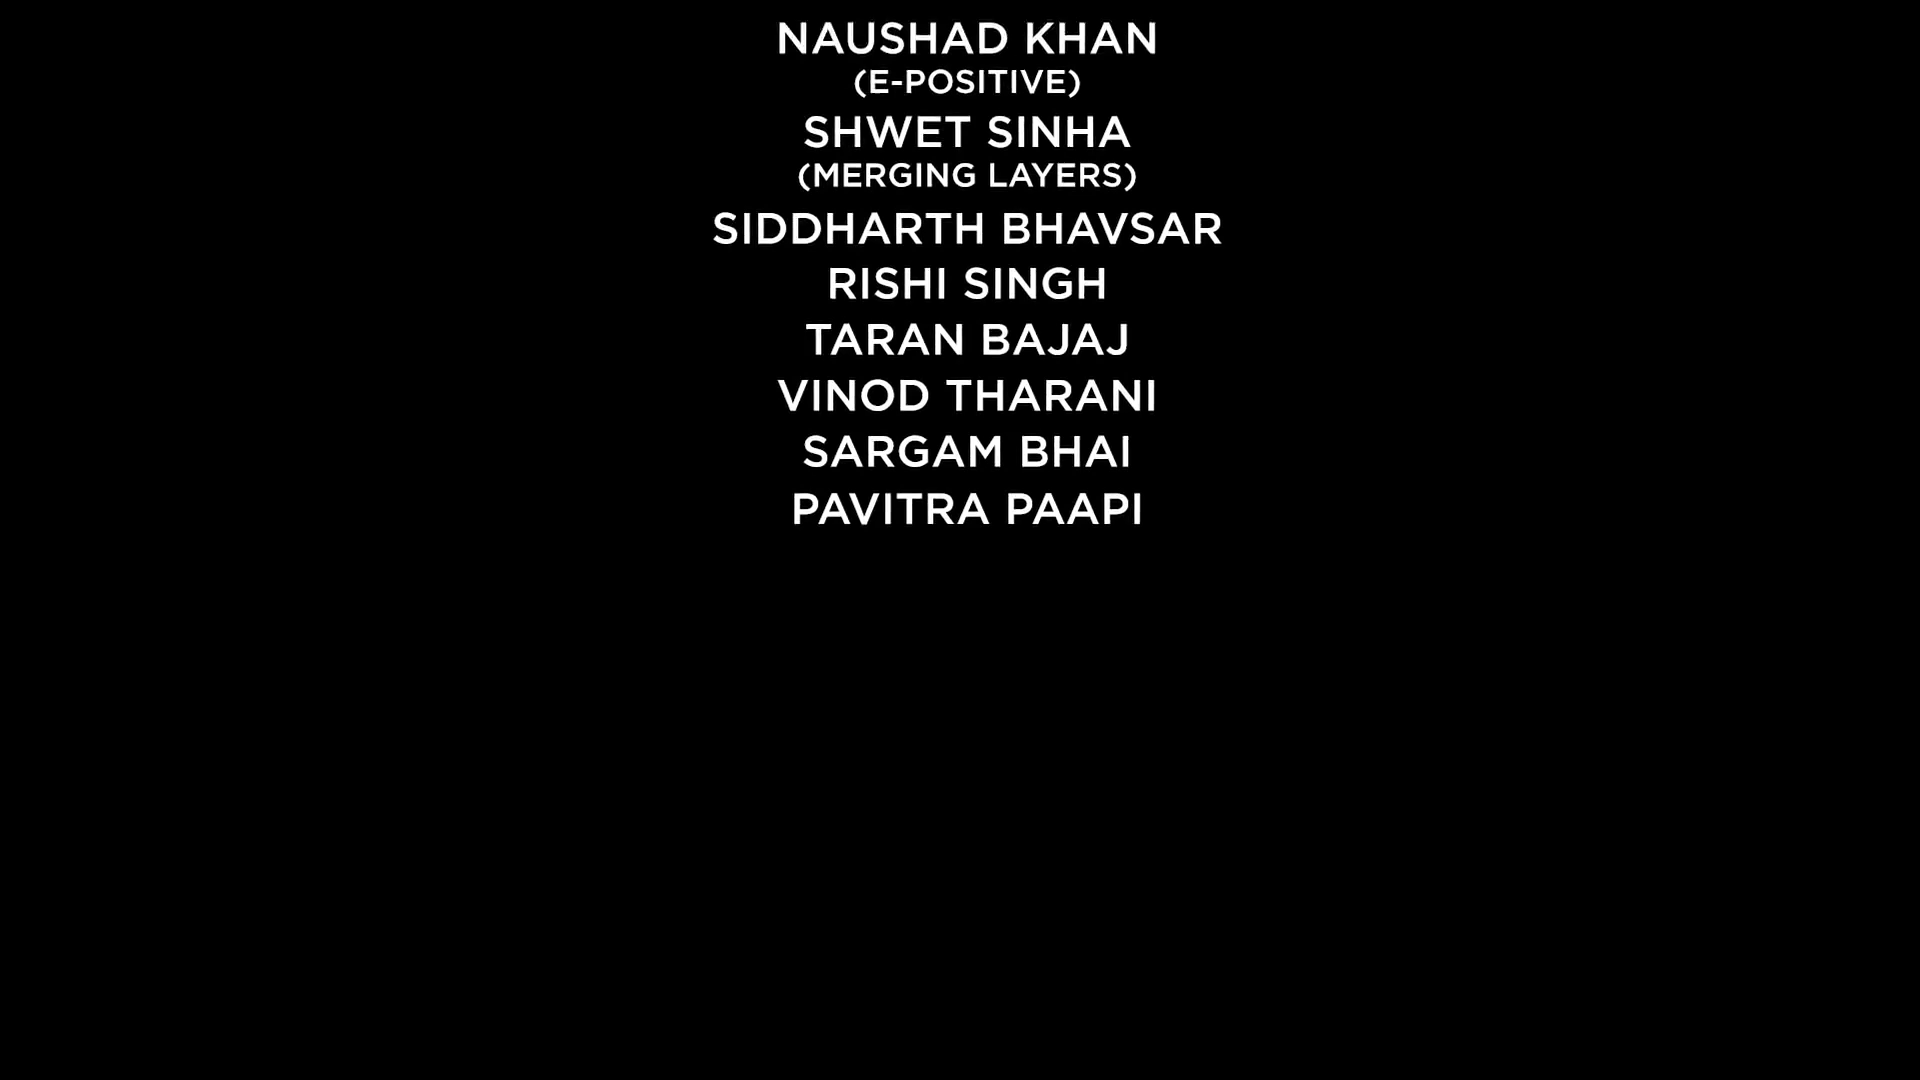 NAUSHAD KHAN
(E-POSITIVE)
SHWET SINHA
(MERGING LAYERS)
SIDDHARTH BHAVSAR
RISHI SINGH
TARAN BAJAJ
VINOD THARANI
SARGAM BHAI
PAVITRA PAAPI